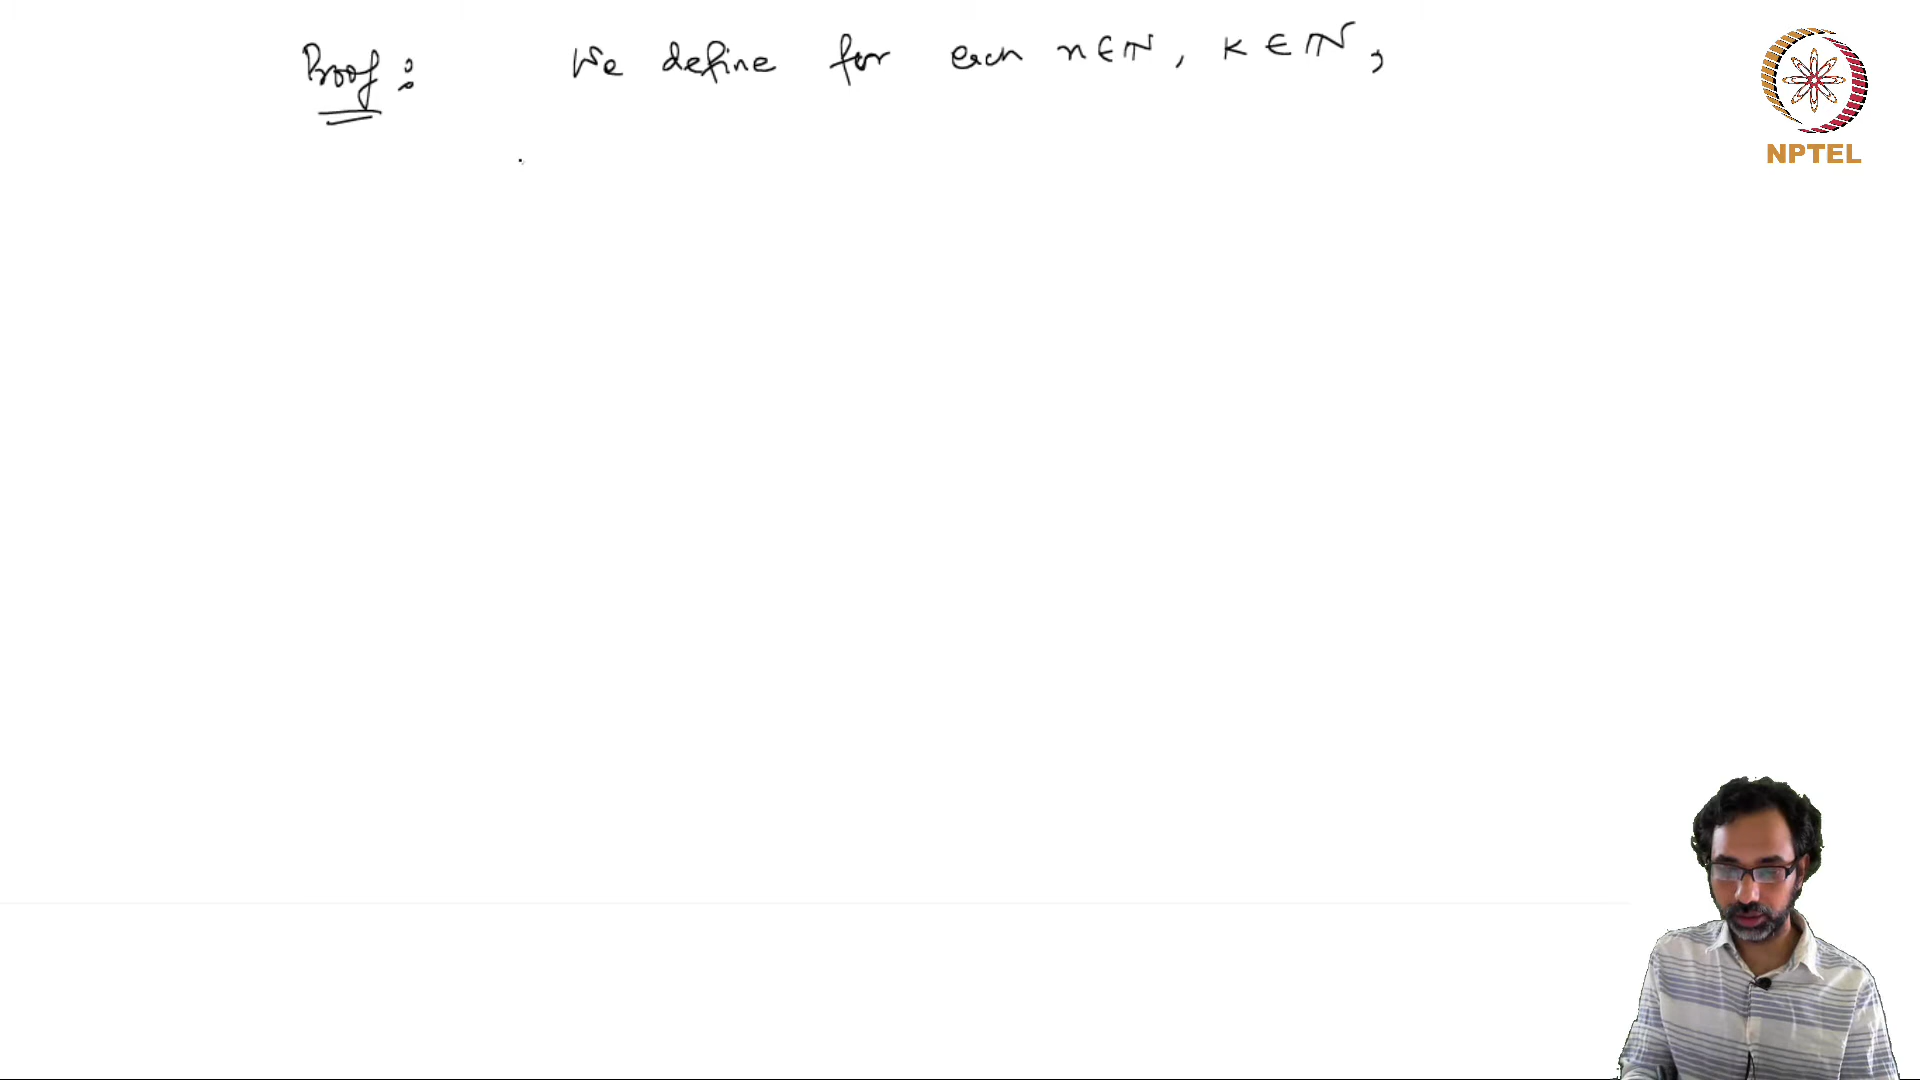 Proof : We define for each n ∈ ℕ, k ∈ ℕ,
NPTEL